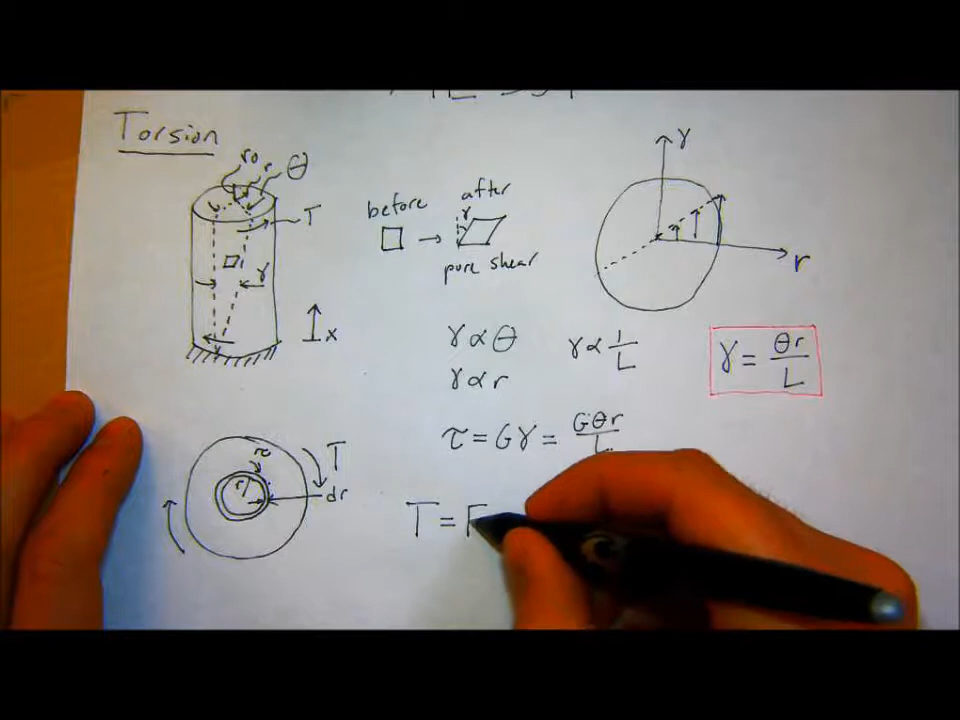 Torsion
r₀ r θ
T
γ
x
before after
γ
pure shear
γ
r
γ ∝ θ
γ ∝ r
γ ∝ 1/L
γ = θr/L
τ = Gγ = Gθr/L
τ
T
r
dr
T = F